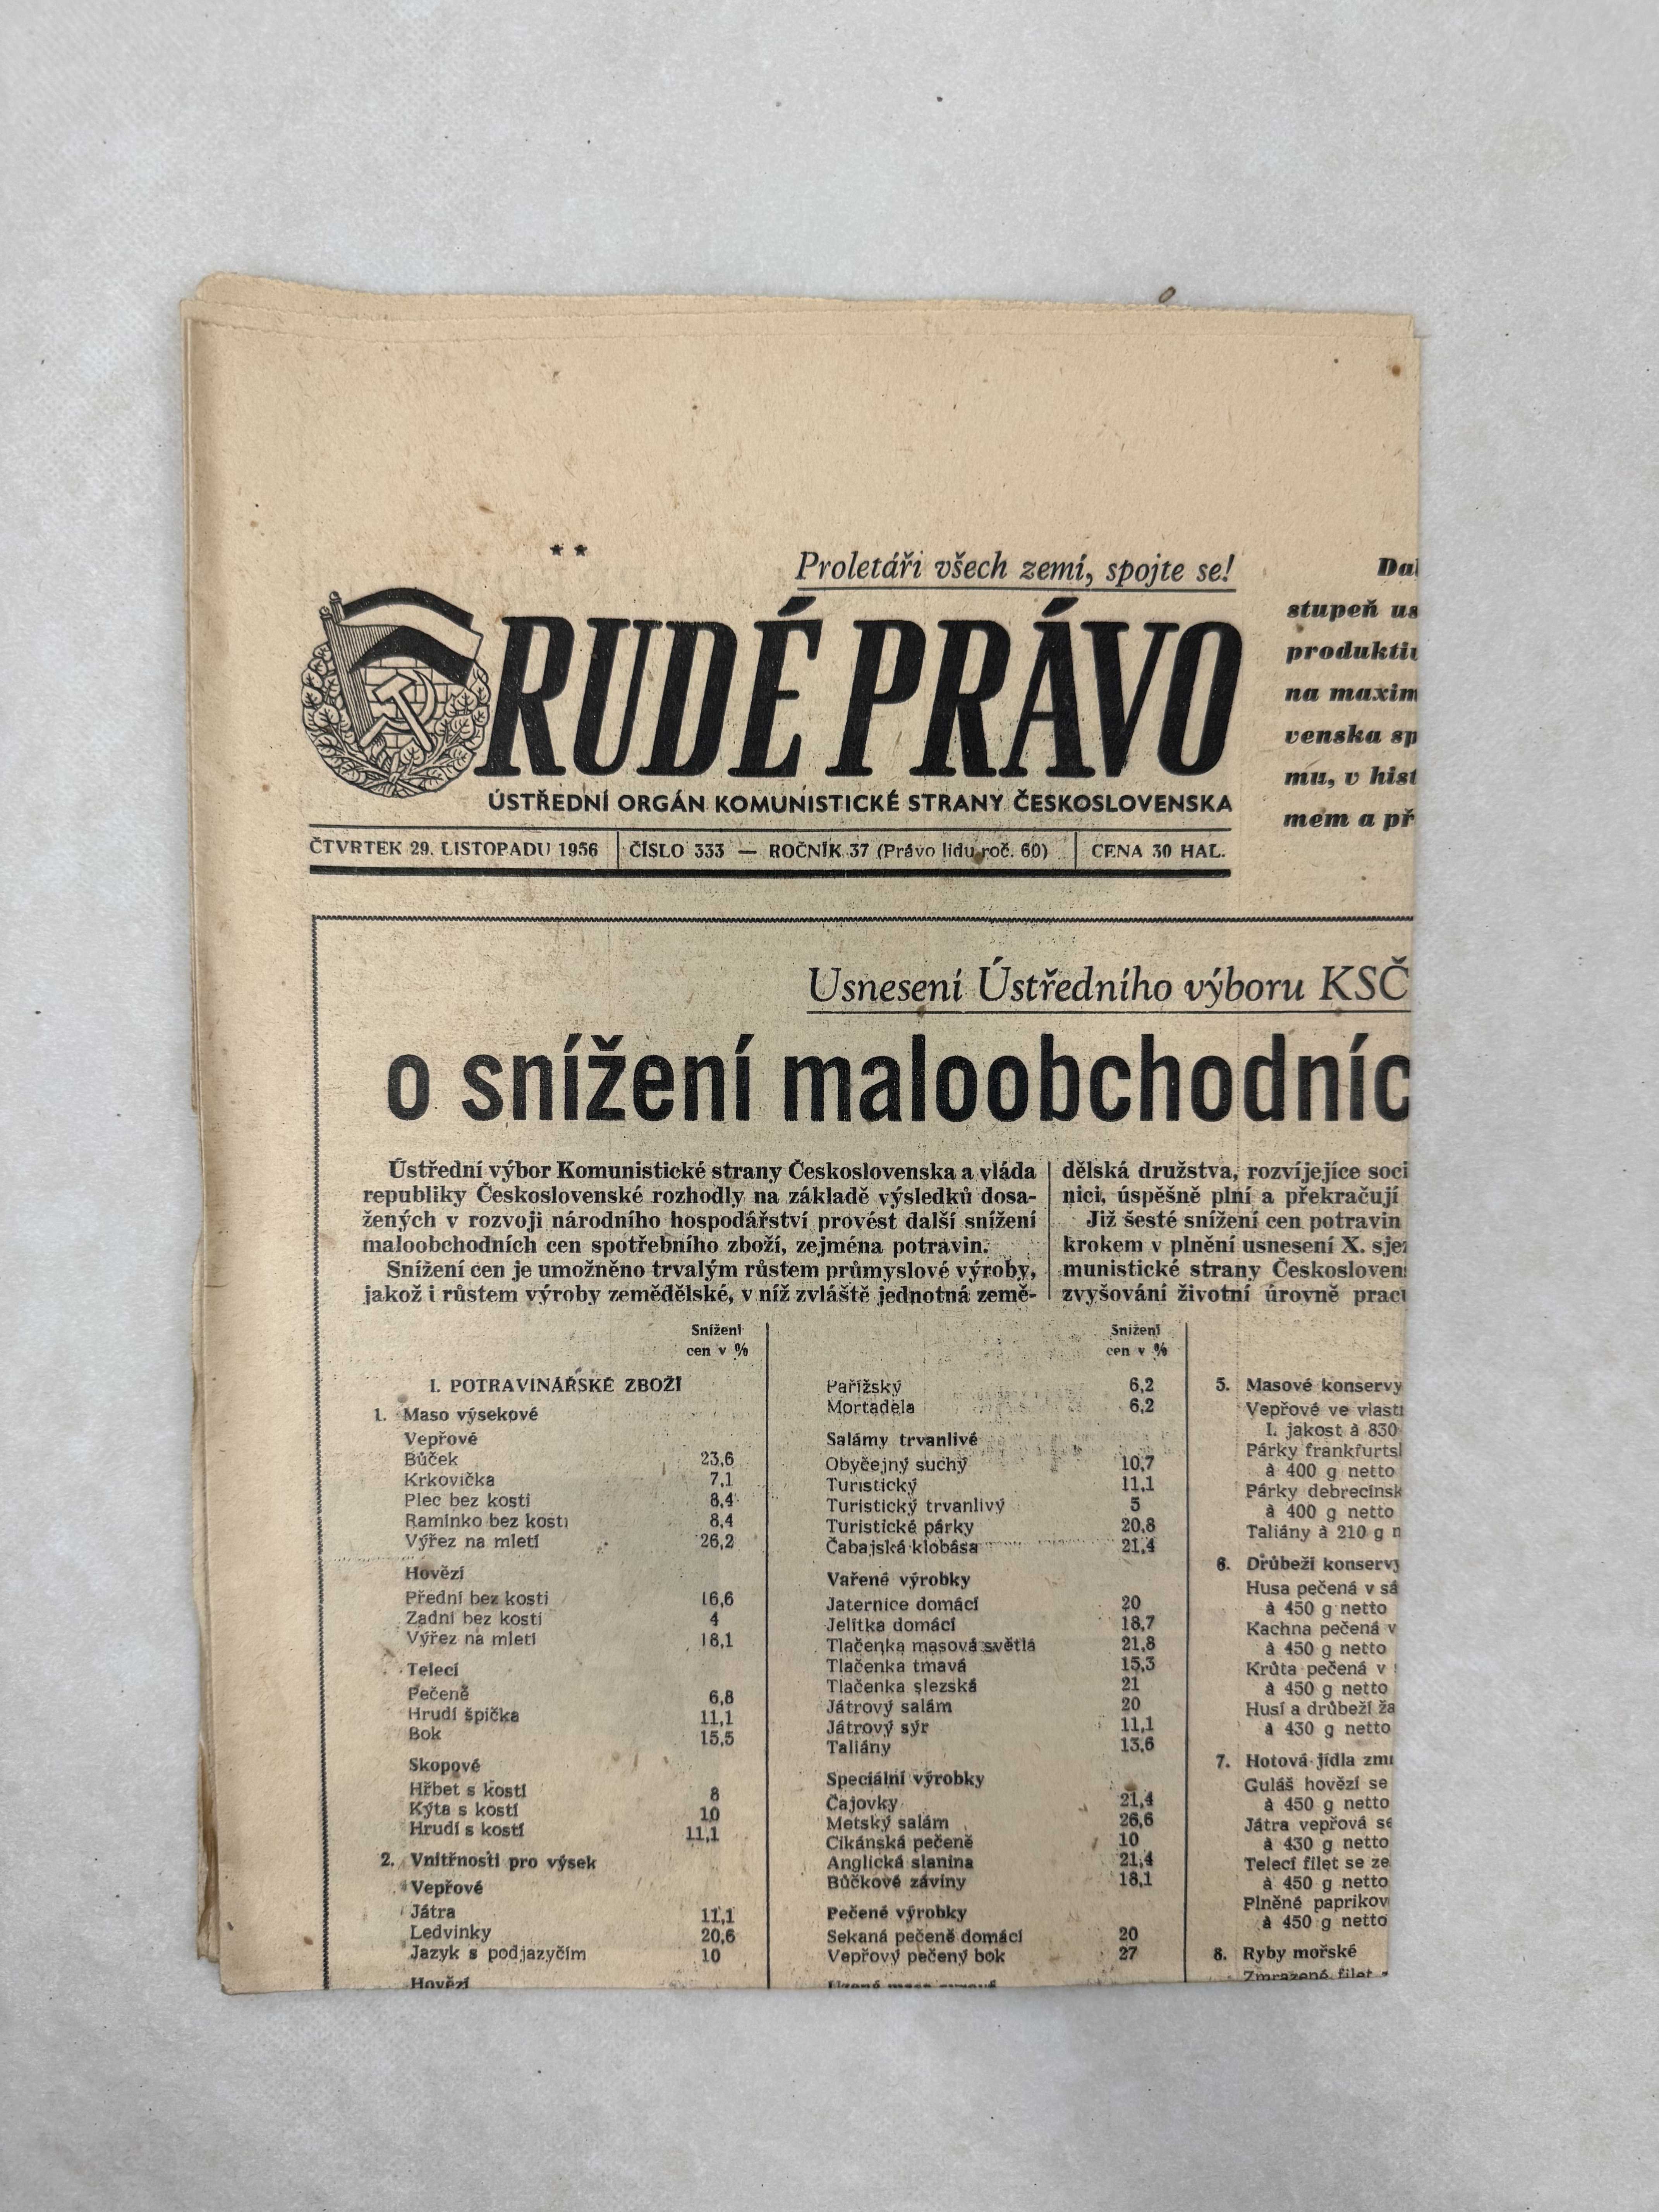 Proletáři všech zemí, spojte se!
RUDÉ PRÁVO
ÚSTŘEDNÍ ORGÁN KOMUNISTICKÉ STRANY ČESKOSLOVENSKA
ČTVRTEK 29. LISTOPADU 1956
ČÍSLO 333 — ROČNÍK 37 (Právo lidu roč. 60)
CENA 30 HAL.
Dal
stupeň us
produktiv
na maxim
venska sp
mu, v hist
mem a př
Usnesení Ústředního výboru KSČ
o snížení maloobchodníc
Ústřední výbor Komunistické strany Československa a vláda
republiky Československé rozhodly na základě výsledků dosa-
žených v rozvoji národního hospodářství provést další snížení
maloobchodních cen spotřebního zboží, zejména potravin.
Snížení cen je umožněno trvalým růstem průmyslové výroby,
jakož i růstem výroby zemědělské, v níž zvláště jednotná země-
dělská družstva, rozvíjejíce soci
nici, úspěšně plní a překračují
Již šesté snížení cen potravin
krokem v plnění usnesení X. sjez
munistické strany Českosloven
zvyšování životní úrovně pracu
Snížení
cen v %
I. POTRAVINÁŘSKÉ ZBOŽÍ
1. Maso výsekové
Vepřové
Bůček 23,6
Krkovička 7,1
Plec bez kosti 8,4
Ramínko bez kosti 8,4
Výřez na mletí 26,2
Hovězí
Přední bez kosti 16,6
Zadní bez kosti 4
Výřez na mletí 18,1
Telecí
Pečeně 6,8
Hrudí špička 11,1
Bok 15,5
Skopové
Hřbet s kostí 8
Kýta s kostí 10
Hrudí s kostí 11,1
2. Vnitřnosti pro výsek
Vepřové
Játra 11,1
Ledvinky 20,6
Jazyk s podjazyčím 10
Hovězí
Snížení
cen v %
Pařížský 6,2
Mortadela 6,2
Salámy trvanlivé
Obyčejný suchý 10,7
Turistický 11,1
Turistický trvanlivý 5
Turistické párky 20,8
Čabajská klobása 21,4
Vařené výrobky
Jaternice domácí 20
Jelítka domácí 18,7
Tlačenka masová světlá 21,8
Tlačenka tmavá 15,3
Tlačenka slezská 21
Játrový salám 20
Játrový sýr 11,1
Taliány 13,6
Speciální výrobky
Čajovky 21,4
Metský salám 26,6
Cikánská pečeně 10
Anglická slanina 21,4
Bůčkové záviny 18,1
Pečené výrobky
Sekaná pečeně domácí 20
Vepřový pečený bok 27
5. Masové konservy
Vepřové ve vlastn
I. jakost à 830
Párky frankfurtsk
à 400 g netto
Párky debrecínsk
à 400 g netto
Taliány à 210 g n
6. Drůbeží konservy
Husa pečená v šá
à 450 g netto
Kachna pečená v
à 450 g netto
Krůta pečená v
à 450 g netto
Husí a drůbeží ža
à 430 g netto
7. Hotová jídla zmr
Guláš hovězí se
à 450 g netto
Játra vepřová se
à 430 g netto
Telecí filet se ze
à 450 g netto
Plněné paprikov
à 450 g netto
8. Ryby mořské
Zmrazené filet